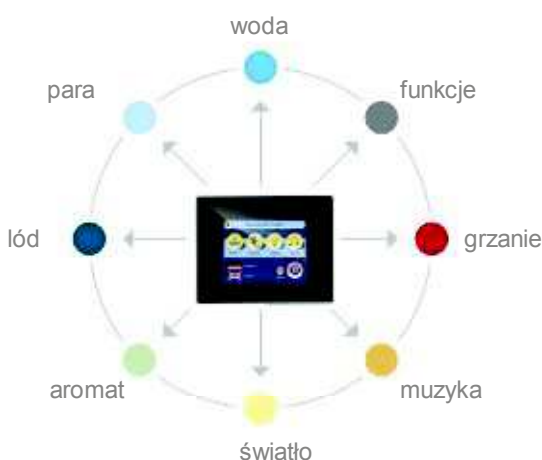 woda
para
funkcje
lód
grzanie
aromat
muzyka
światło